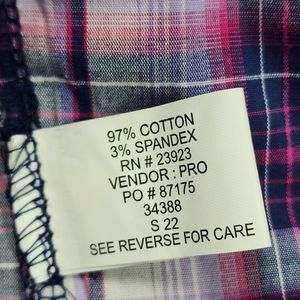 97% COTTON
3% SPANDEX
RN # 23923
VENDOR : PRO
PO # 87175
34388
S 22
SEE REVERSE FOR CARE